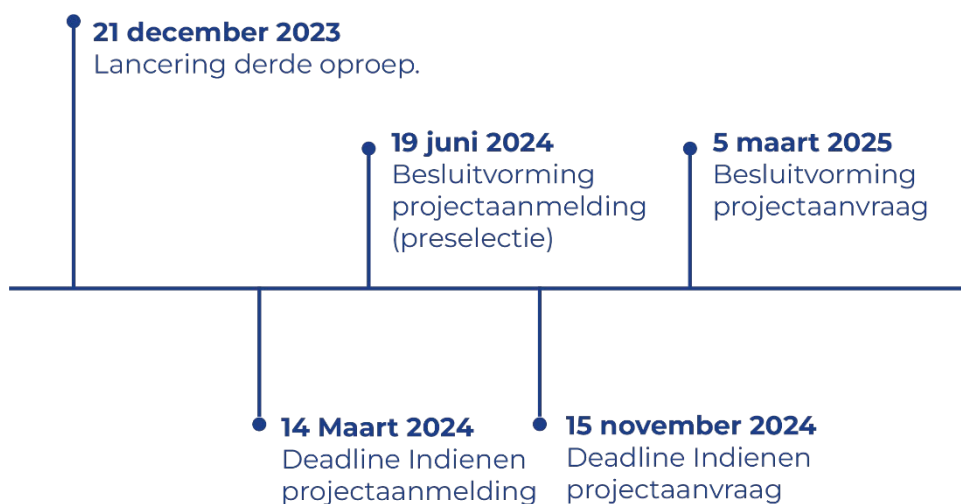 21 december 2023
Lancering derde oproep.
19 juni 2024
Besluitvorming
projectaanmelding
(preselectie)
5 maart 2025
Besluitvorming
projectaanvraag
14 Maart 2024
Deadline Indienen
projectaanmelding
15 november 2024
Deadline Indienen
projectaanvraag